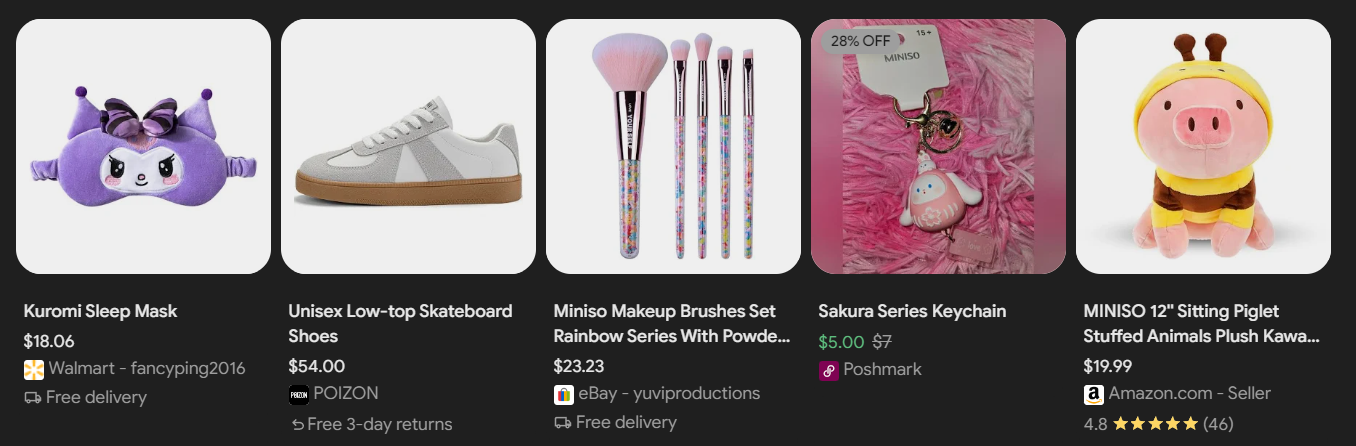 28% OFF
15+
MINISO
Kuromi Sleep Mask
$18.06
Walmart - fancyping2016
Free delivery
Unisex Low-top Skateboard
Shoes
$54.00
POIZON
POIZON
Free 3-day returns
Miniso Makeup Brushes Set
Rainbow Series With Powde...
$23.23
eBay - yuviproductions
Free delivery
Sakura Series Keychain
$5.00 $7
Poshmark
MINISO 12" Sitting Piglet
Stuffed Animals Plush Kawa...
$19.99
a Amazon.com - Seller
4.8 (46)